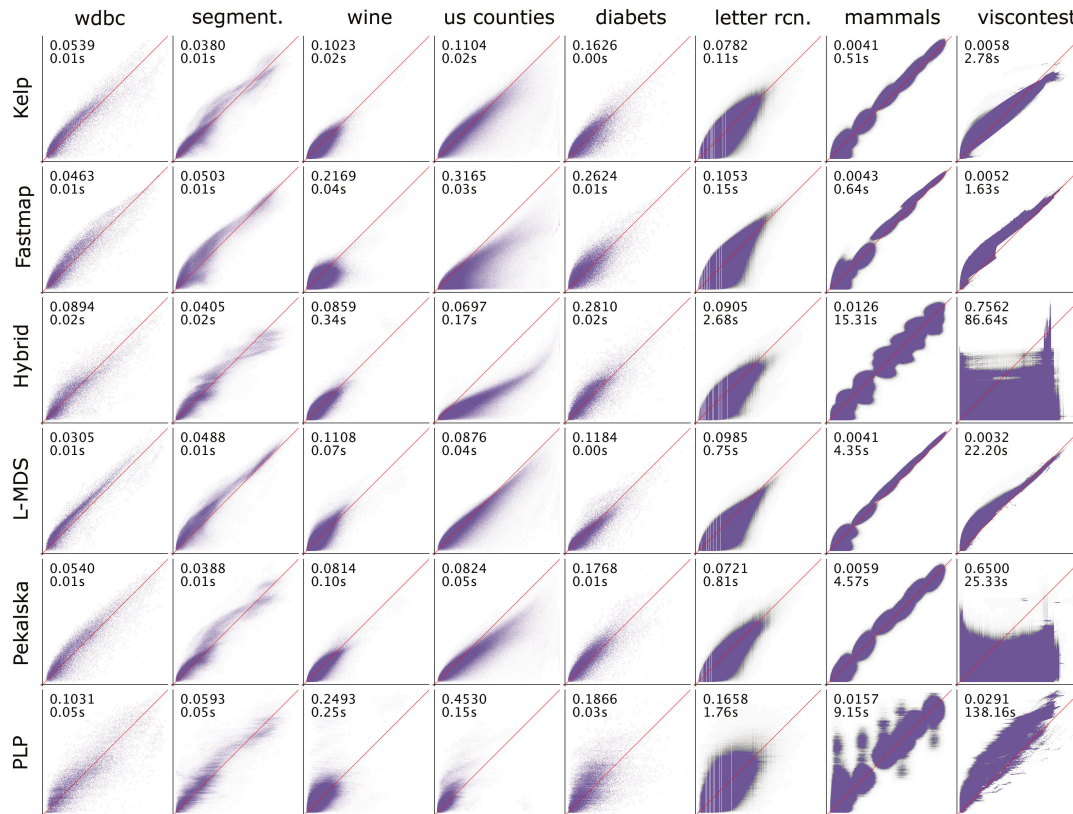 wdbc segment. wine us counties diabets letter rcn. mammals viscontest
Kelp
0.0539 0.0380 0.1023 0.1104 0.1626 0.0782 0.0041 0.0058
0.01s 0.01s 0.02s 0.02s 0.00s 0.11s 0.51s 2.78s
Fastmap
0.0463 0.0503 0.2169 0.3165 0.2624 0.1053 0.0043 0.0052
0.01s 0.01s 0.04s 0.03s 0.01s 0.15s 0.64s 1.63s
Hybrid
0.0894 0.0405 0.0859 0.0697 0.2810 0.0905 0.0126 0.7562
0.02s 0.02s 0.34s 0.17s 0.02s 2.68s 15.31s 86.64s
L-MDS
0.0305 0.0488 0.1108 0.0876 0.1184 0.0985 0.0041 0.0032
0.01s 0.01s 0.07s 0.04s 0.00s 0.75s 4.35s 22.20s
Pekalska
0.0540 0.0388 0.0814 0.0824 0.1768 0.0721 0.0059 0.6500
0.01s 0.01s 0.10s 0.05s 0.01s 0.81s 4.57s 25.33s
PLP
0.1031 0.0593 0.2493 0.4530 0.1866 0.1658 0.0157 0.0291
0.05s 0.05s 0.25s 0.15s 0.03s 1.76s 9.15s 138.16s